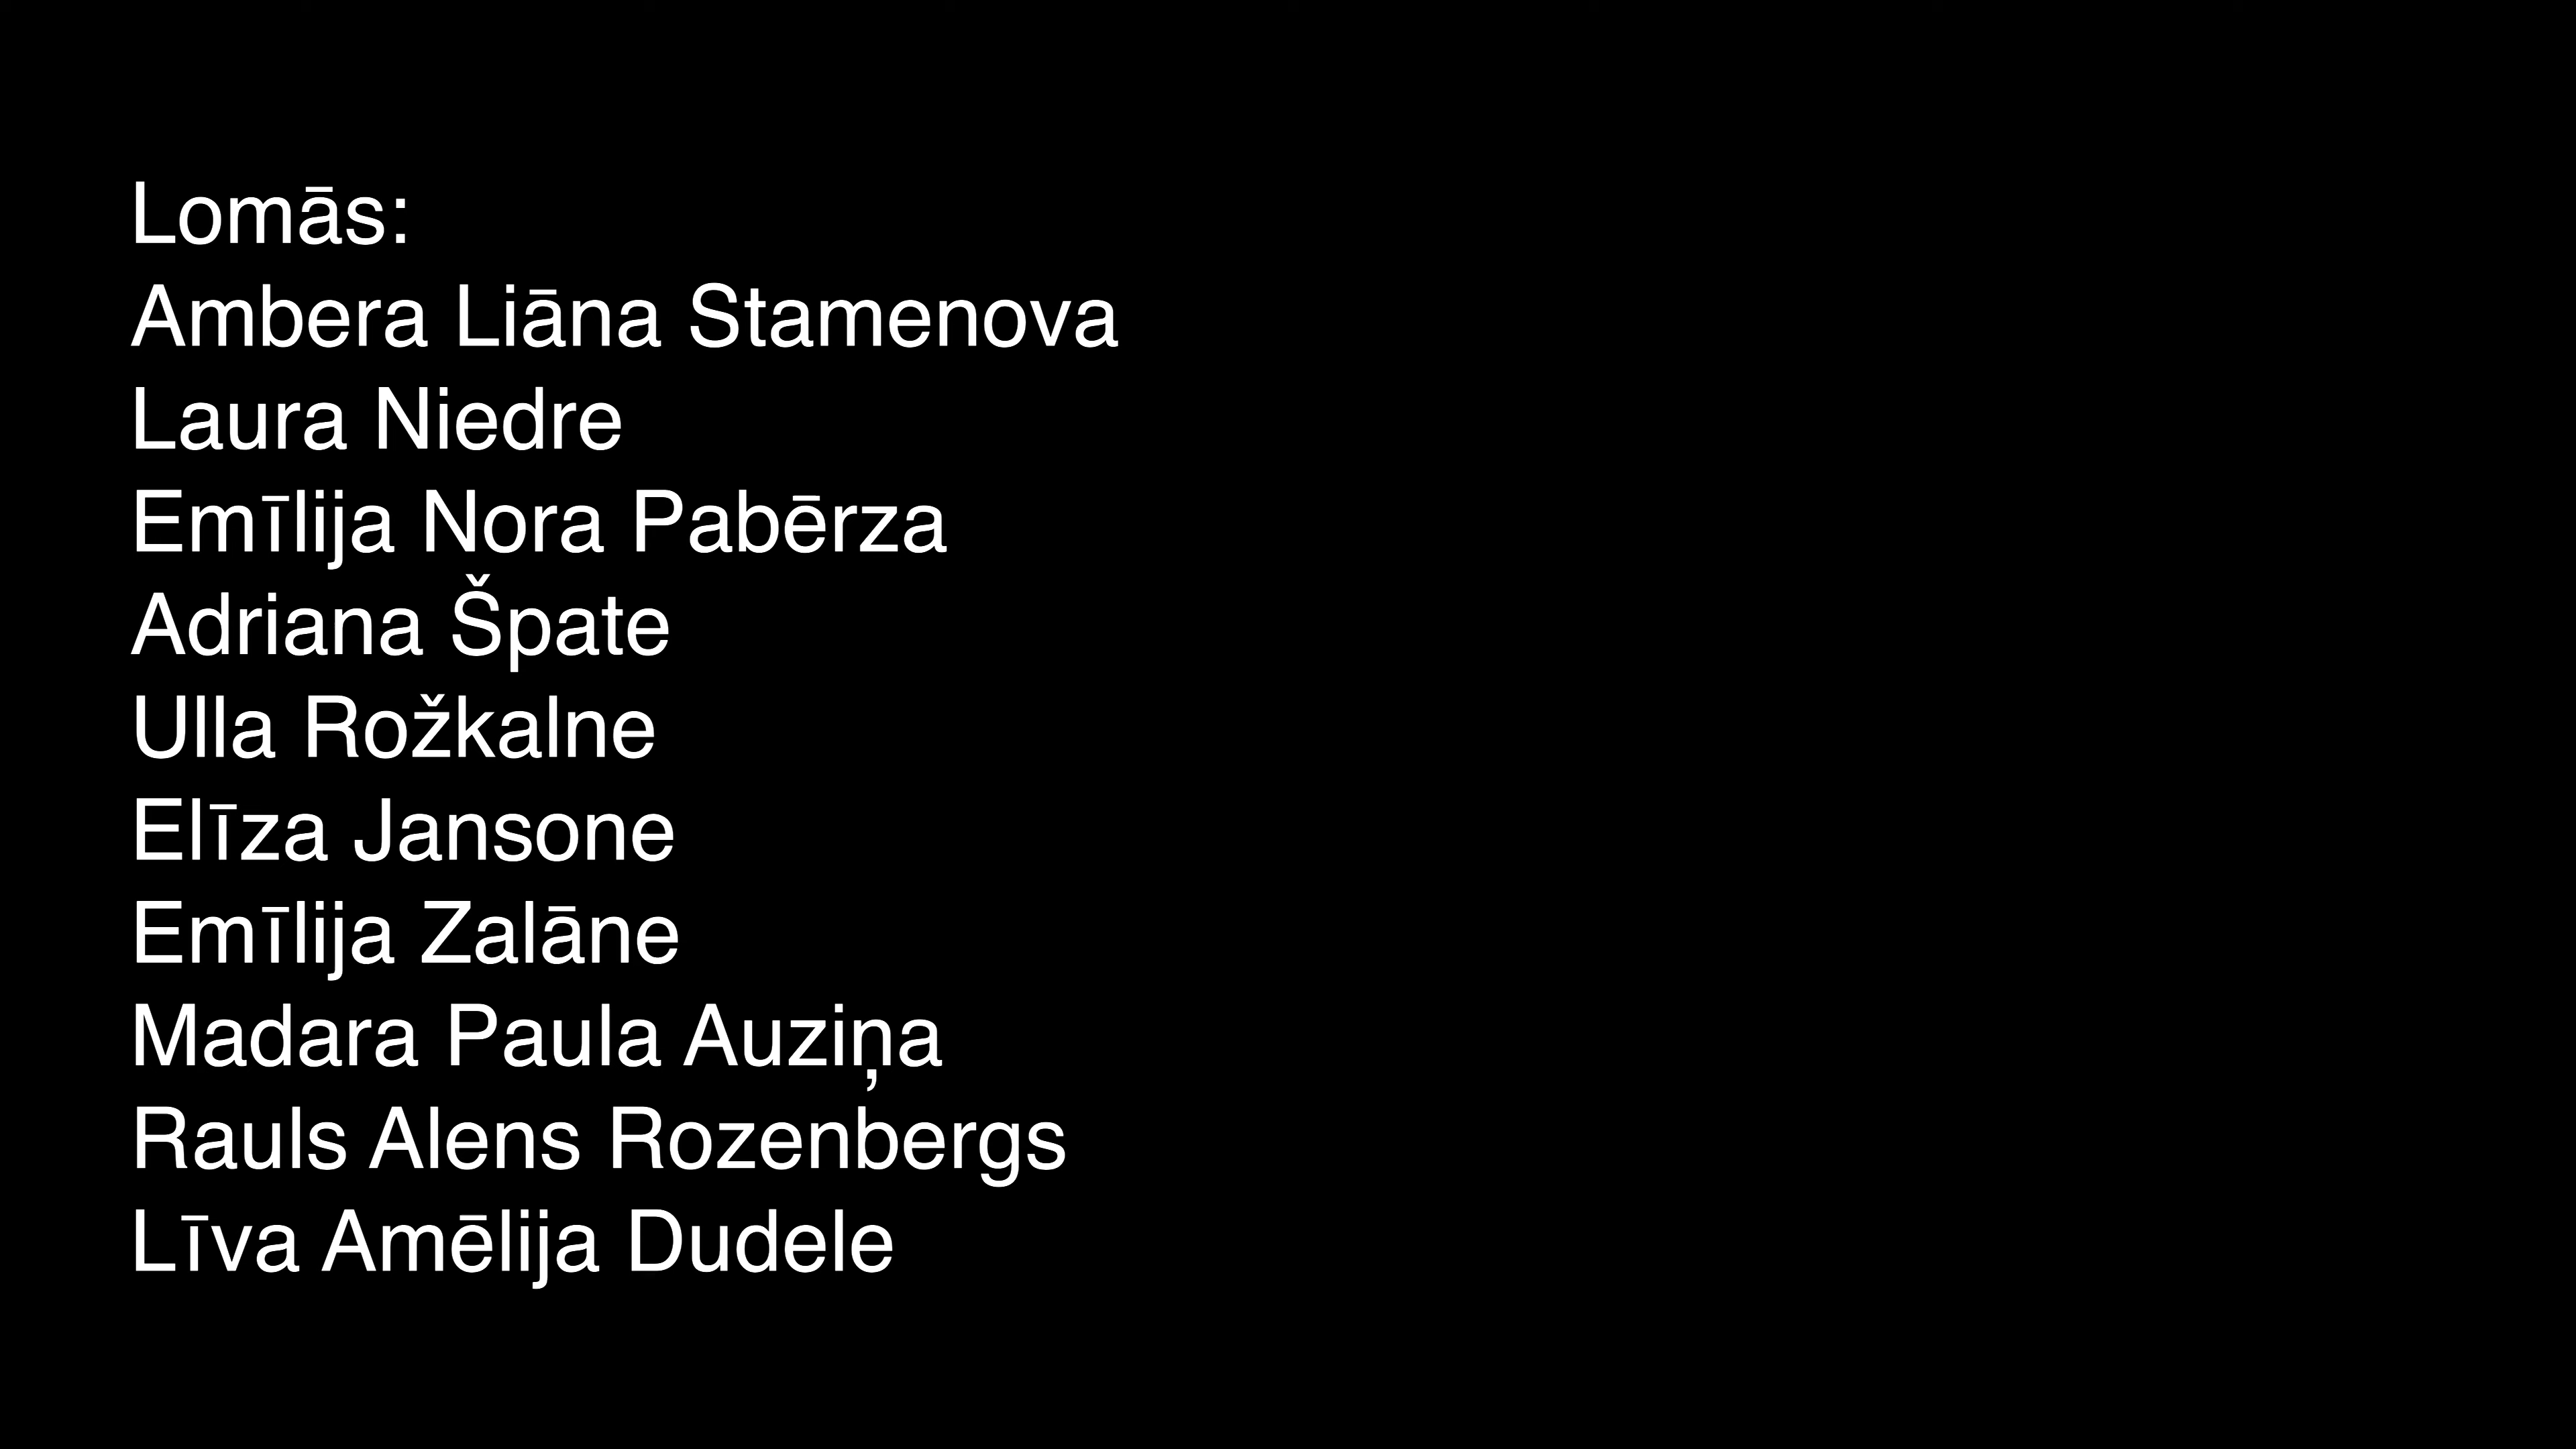 Lomās:
Ambera Liāna Stamenova
Laura Niedre
Emīlija Nora Pabērza
Adriana Špate
Ulla Rožkalne
Elīza Jansone
Emīlija Zalāne
Madara Paula Auziņa
Rauls Alens Rozenbergs
Līva Amēlija Dudele